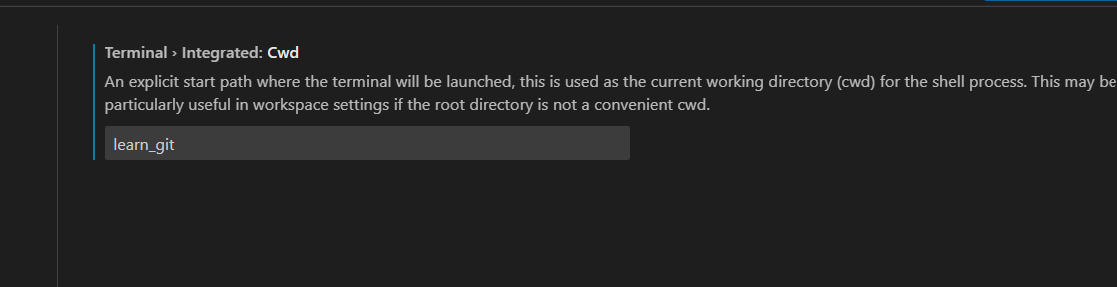 Terminal › Integrated: Cwd
An explicit start path where the terminal will be launched, this is used as the current working directory (cwd) for the shell process. This may be
particularly useful in workspace settings if the root directory is not a convenient cwd.
learn_git